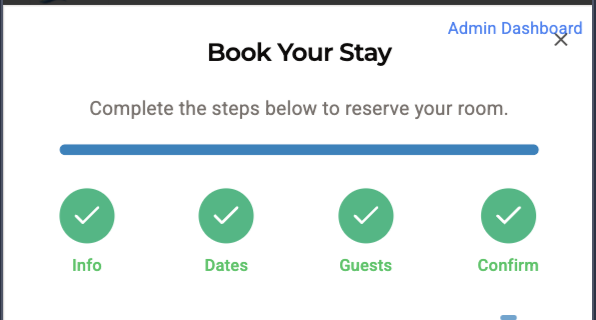 Admin Dashboard
Book Your Stay
Complete the steps below to reserve your room.
Info Dates Guests Confirm